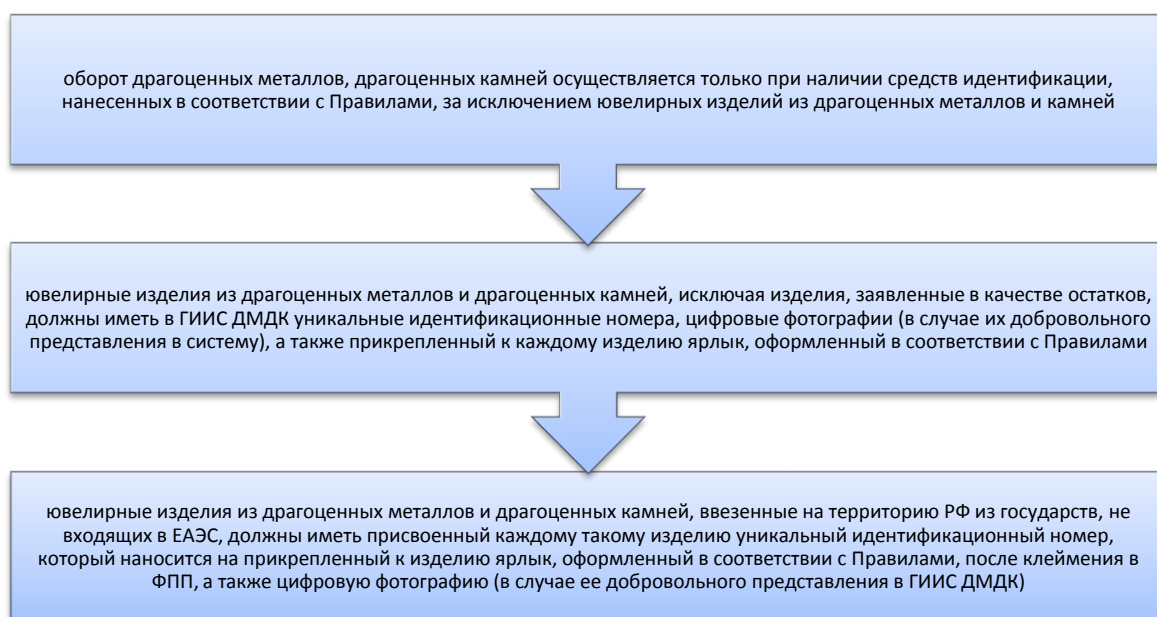 оборот драгоценных металлов, драгоценных камней осуществляется только при наличии средств идентификации,
нанесенных в соответствии с Правилами, за исключением ювелирных изделий из драгоценных металлов и камней
ювелирные изделия из драгоценных металлов и драгоценных камней, исключая изделия, заявленные в качестве остатков,
должны иметь в ГИИС ДМДК уникальные идентификационные номера, цифровые фотографии (в случае их добровольного
представления в систему), а также прикрепленный к каждому изделию ярлык, оформленный в соответствии с Правилами
ювелирные изделия из драгоценных металлов и драгоценных камней, ввезенные на территорию РФ из государств, не
входящих в ЕАЭС, должны иметь присвоенный каждому такому изделию уникальный идентификационный номер,
который наносится на прикрепленный к изделию ярлык, оформленный в соответствии с Правилами, после клеймения в
ФПП, а также цифровую фотографию (в случае ее добровольного представления в ГИИС ДМДК)